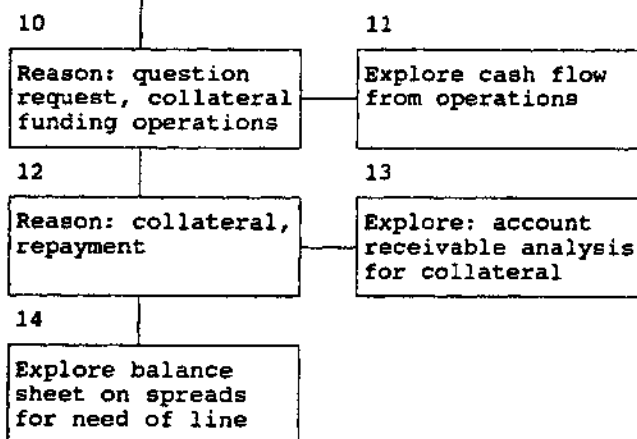 10
Reason: question
request, collateral
funding operations
11
Explore cash flow
from operations
12
Reason: collateral,
repayment
13
Explore: account
receivable analysis
for collateral
14
Explore balance
sheet on spreads
for need of line